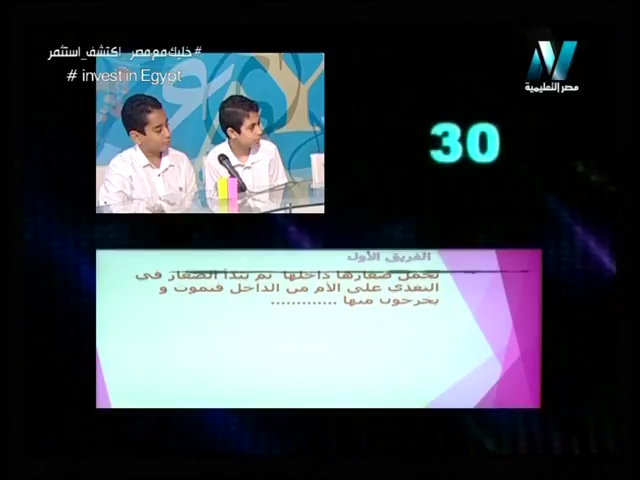 #خليك_مع_مصر_اكتشف_استثمر
# invest in Egypt
مصر التعليمية
30
الفريق الأول
تحمل صغارها داخلها ثم تبدأ الصغار في
التغذى على الأم من الداخل فتموت و
يخرجون منها .............